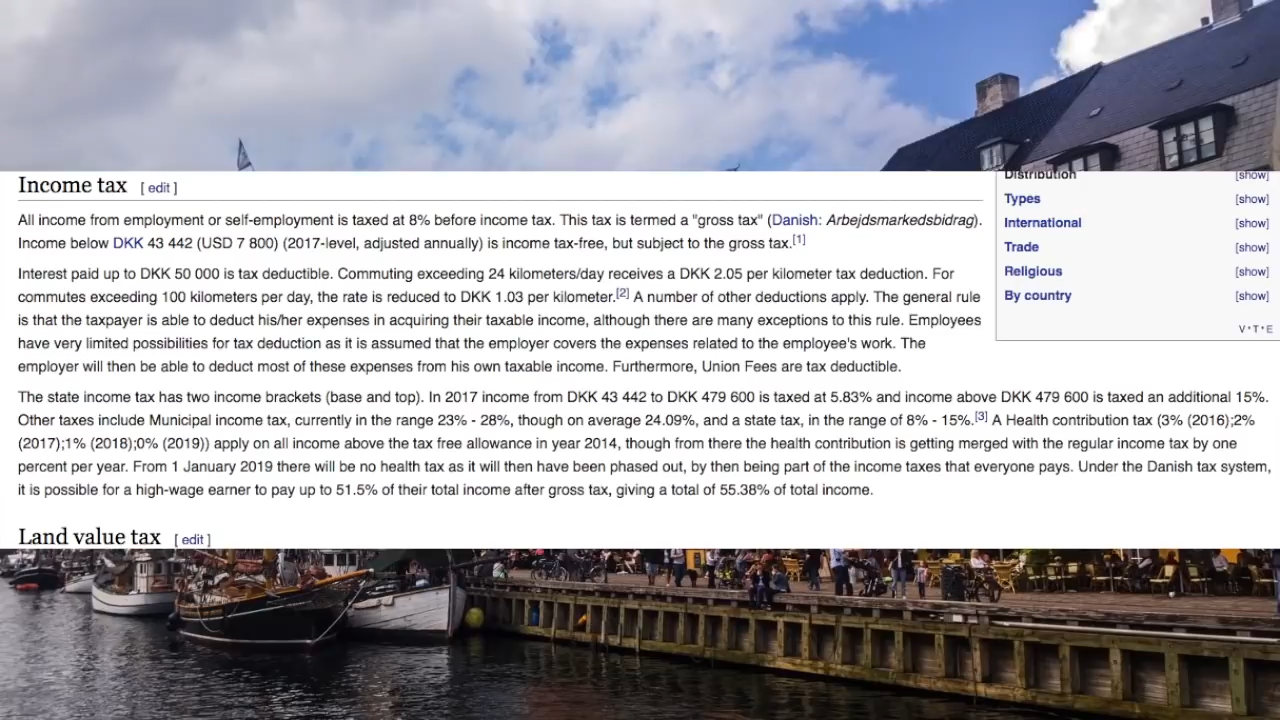 Income tax [ edit ]
All income from employment or self-employment is taxed at 8% before income tax. This tax is termed a "gross tax" (Danish: Arbejdsmarkedsbidrag).
Income below DKK 43 442 (USD 7 800) (2017-level, adjusted annually) is income tax-free, but subject to the gross tax.[1]
Interest paid up to DKK 50 000 is tax deductible. Commuting exceeding 24 kilometers/day receives a DKK 2.05 per kilometer tax deduction. For
commutes exceeding 100 kilometers per day, the rate is reduced to DKK 1.03 per kilometer.[2] A number of other deductions apply. The general rule
is that the taxpayer is able to deduct his/her expenses in acquiring their taxable income, although there are many exceptions to this rule. Employees
have very limited possibilities for tax deduction as it is assumed that the employer covers the expenses related to the employee's work. The
employer will then be able to deduct most of these expenses from his own taxable income. Furthermore, Union Fees are tax deductible.
The state income tax has two income brackets (base and top). In 2017 income from DKK 43 442 to DKK 479 600 is taxed at 5.83% and income above DKK 479 600 is taxed an additional 15%.
Other taxes include Municipal income tax, currently in the range 23% - 28%, though on average 24.09%, and a state tax, in the range of 8% - 15%.[3] A Health contribution tax (3% (2016);2%
(2017);1% (2018);0% (2019)) apply on all income above the tax free allowance in year 2014, though from there the health contribution is getting merged with the regular income tax by one
percent per year. From 1 January 2019 there will be no health tax as it will then have been phased out, by then being part of the income taxes that everyone pays. Under the Danish tax system,
it is possible for a high-wage earner to pay up to 51.5% of their total income after gross tax, giving a total of 55.38% of total income.
Land value tax [ edit ]
Distribution [show]
Types [show]
International [show]
Trade [show]
Religious [show]
By country [show]
V•T•E